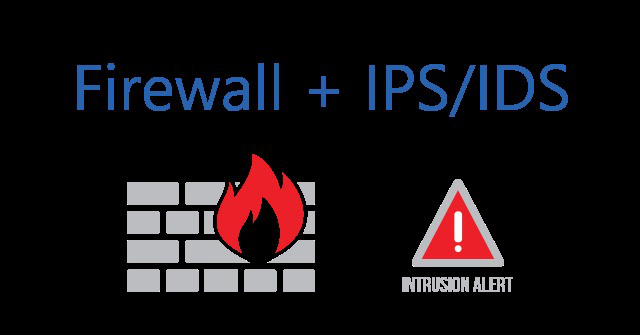 Firewall + IPS/IDS
!
INTRUSION ALERT